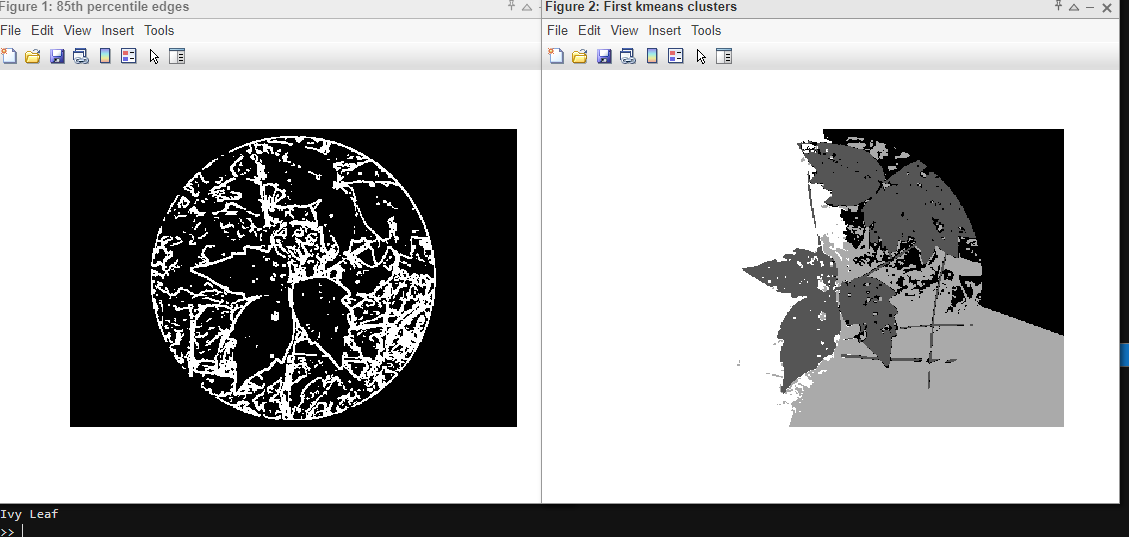 Figure 1: 85th percentile edges
File Edit View Insert Tools
Figure 2: First kmeans clusters
File Edit View Insert Tools
Ivy Leaf
>>